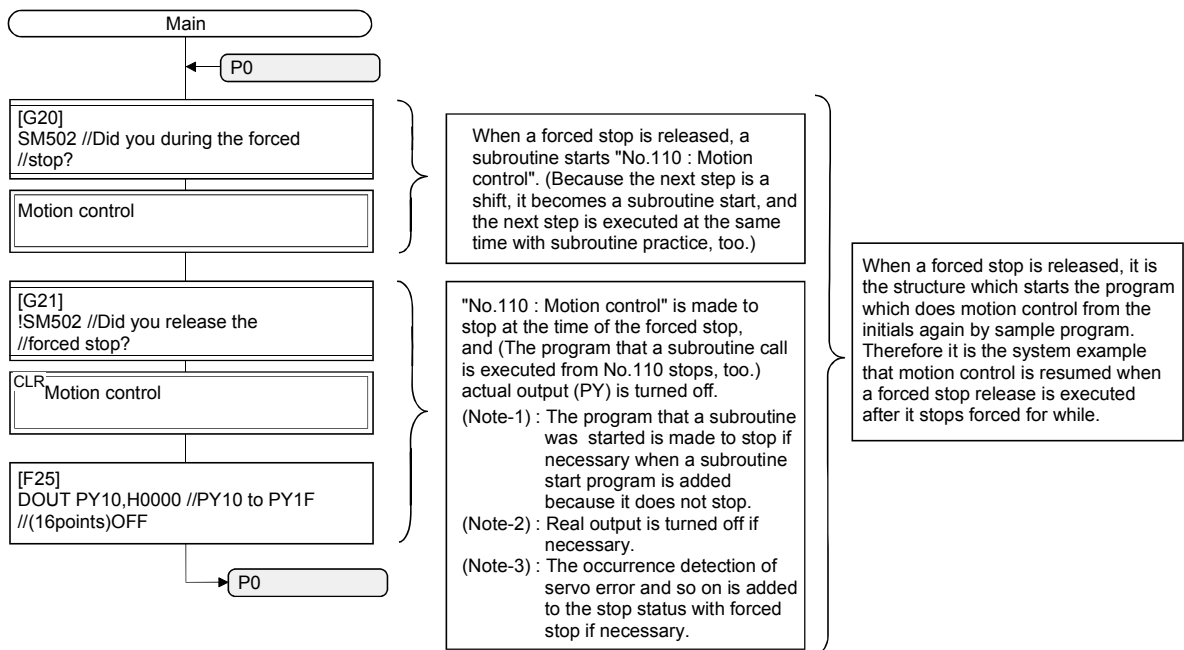 Main
P0
[G20]
SM502 //Did you during the forced
//stop?
Motion control
When a forced stop is released, a
subroutine starts "No.110 : Motion
control". (Because the next step is a
shift, it becomes a subroutine start, and
the next step is executed at the same
time with subroutine practice, too.)
[G21]
!SM502 //Did you release the
//forced stop?
CLR Motion control
[F25]
DOUT PY10,H0000 //PY10 to PY1F
//(16points)OFF
P0
"No.110 : Motion control" is made to
stop at the time of the forced stop,
and (The program that a subroutine call
is executed from No.110 stops, too.)
actual output (PY) is turned off.
(Note-1) : The program that a subroutine
was started is made to stop if
necessary when a subroutine
start program is added
because it does not stop.
(Note-2) : Real output is turned off if
necessary.
(Note-3) : The occurrence detection of
servo error and so on is added
to the stop status with forced
stop if necessary.
When a forced stop is released, it is
the structure which starts the program
which does motion control from the
initials again by sample program.
Therefore it is the system example
that motion control is resumed when
a forced stop release is executed
after it stops forced for while.